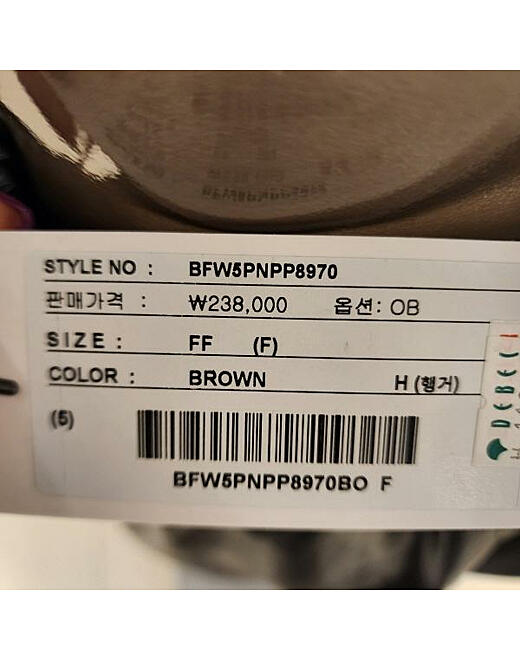 STYLE NO : BFW5PNPP8970
판매가격 : ₩238,000 옵션: OB
SIZE : FF (F)
COLOR : BROWN H (행거)
(5)
BFW5PNPP8970BO F
DEBEC